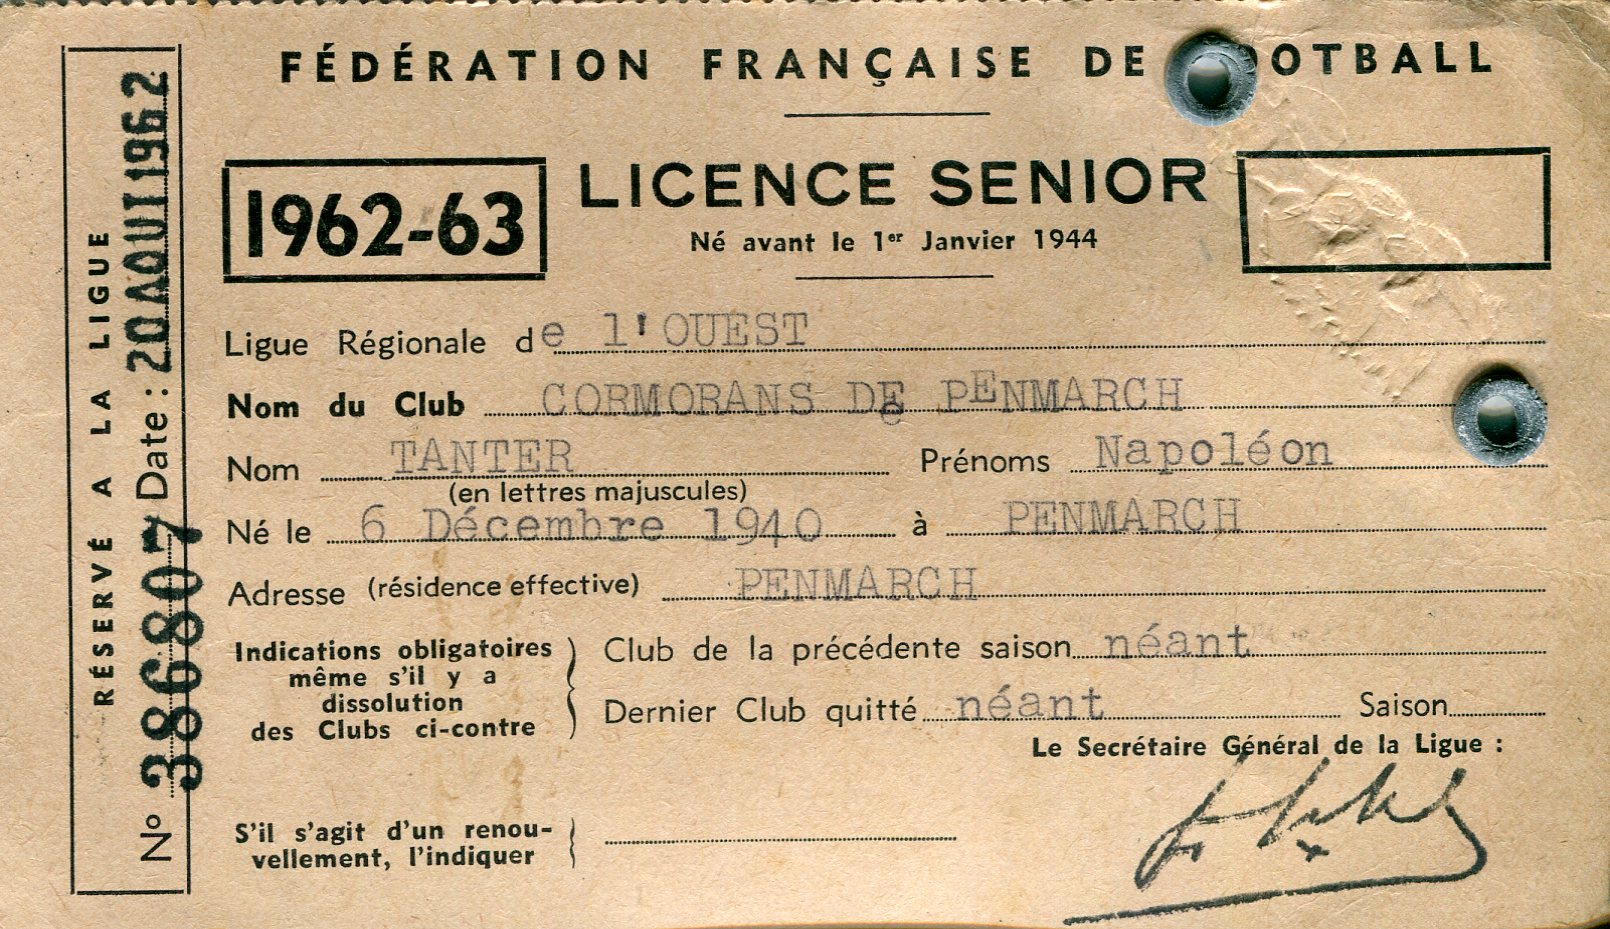 FÉDÉRATION FRANÇAISE DE OTBALL
1962-63
LICENCE SENIOR
Né avant le 1er Janvier 1944
RÉSERVÉ A LA LIGUE
N° 386807 Date : 20 AOUT 1962
Ligue Régionale de l'OUEST
Nom du Club CORMORANS DE PENMARCH
Nom TANTER Prénoms Napoléon
(en lettres majuscules)
Né le 6 Décembre 1940 à PENMARCH
Adresse (résidence effective) PENMARCH
Indications obligatoires
même s'il y a
dissolution
des Clubs ci-contre
Club de la précédente saison néant
Dernier Club quitté néant Saison
Le Secrétaire Général de la Ligue :
S'il s'agit d'un renou-
vellement, l'indiquer